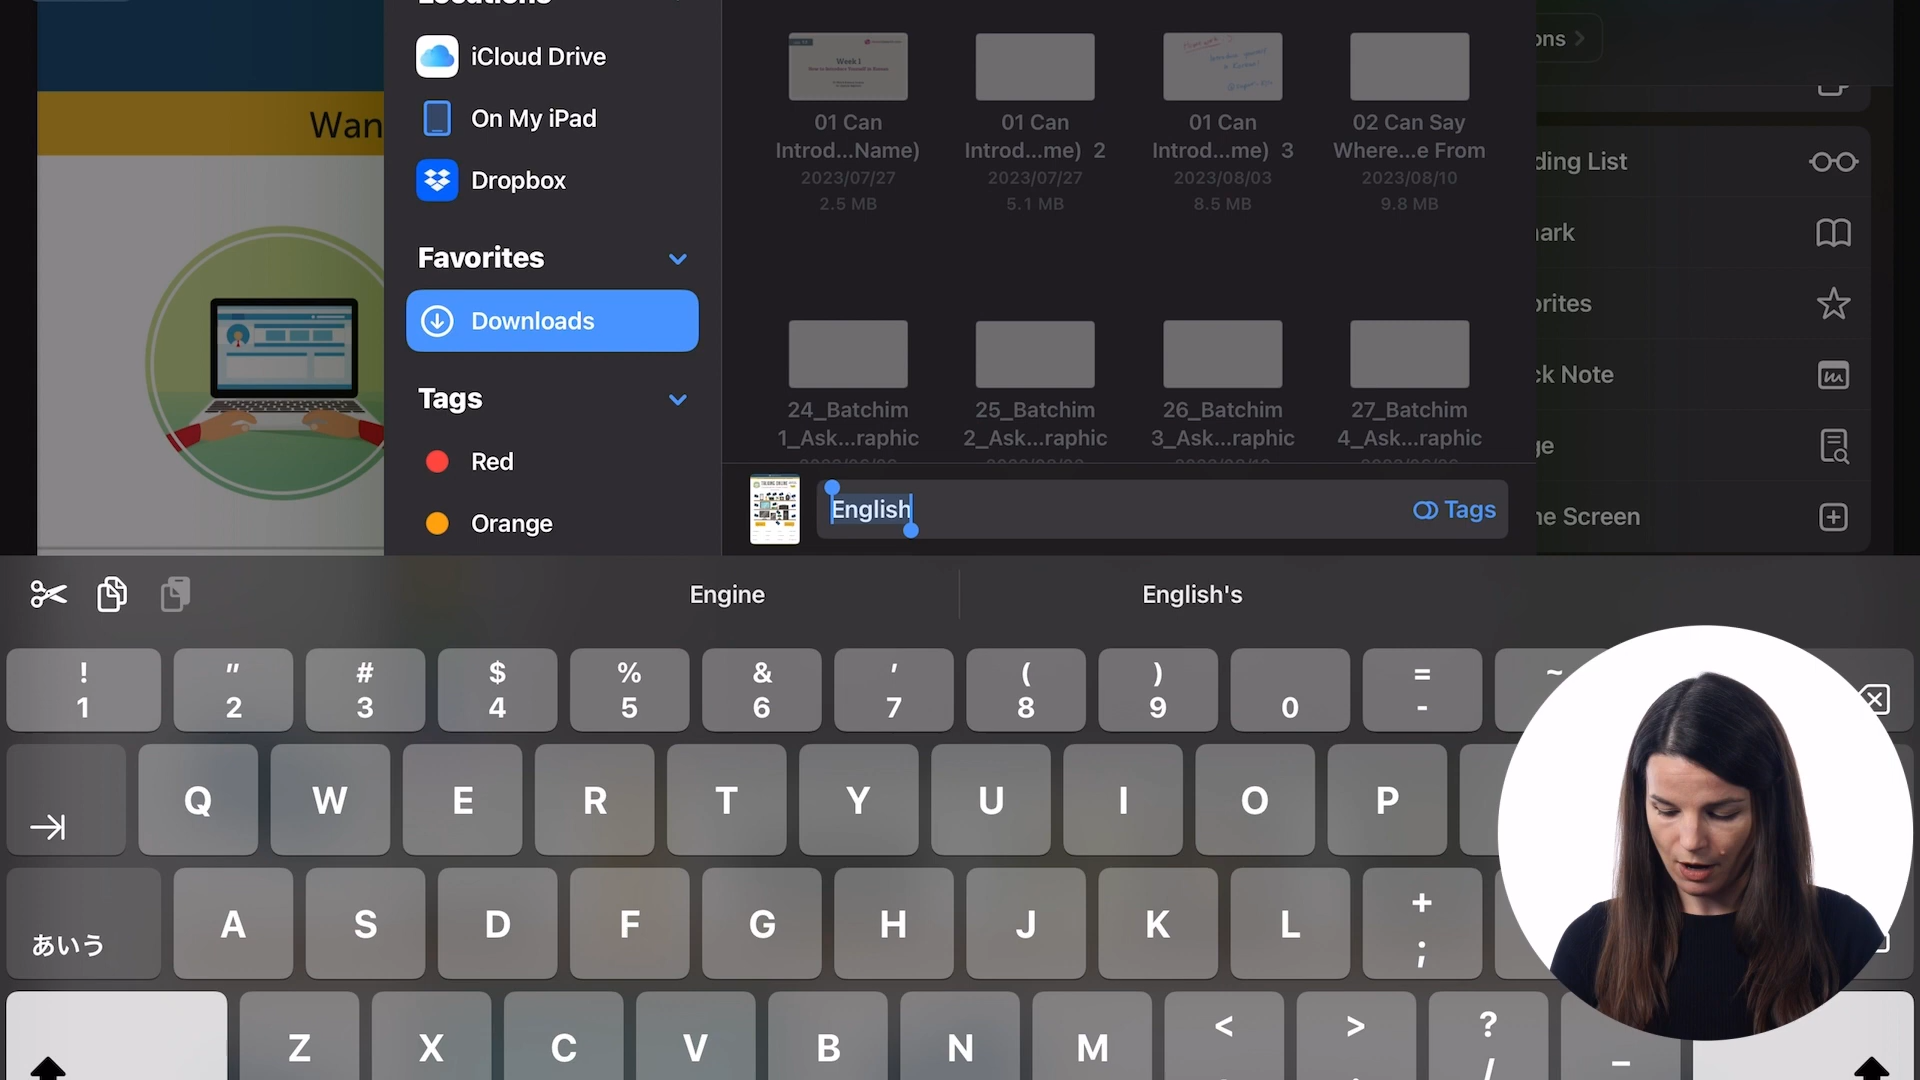 Wan
iCloud Drive
On My iPad
Dropbox
Favorites
Downloads
Tags
Red
Orange
Week 1
01 Can
Introd...Name)
2023/07/27
2.5 MB
01 Can
Introd...me) 2
2023/07/27
5.1 MB
01 Can
Introd...me) 3
2023/08/03
8.5 MB
02 Can Say
Where...e From
2023/08/10
9.8 MB
24_Batchim
1_Ask...raphic
25_Batchim
2_Ask...raphic
26_Batchim
3_Ask...raphic
27_Batchim
4_Ask...raphic
English
Tags
ons
ding List
ark
orites
ck Note
ge
ne Screen
Engine
English's
! " # $ % & ' ( ) = ~
1 2 3 4 5 6 7 8 9 0 -
Q W E R T Y U I O P
あいう A S D F G H J K L + ;
Z X C V B N M < > ? / _